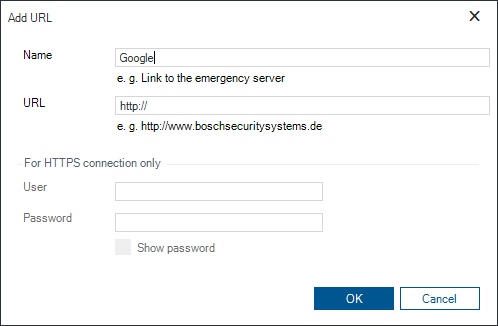 Add URL
Name
Google
e. g. Link to the emergency server
URL
http://
e. g. http://www.boschsecuritysystems.de
For HTTPS connection only
User
Password
Show password
OK
Cancel